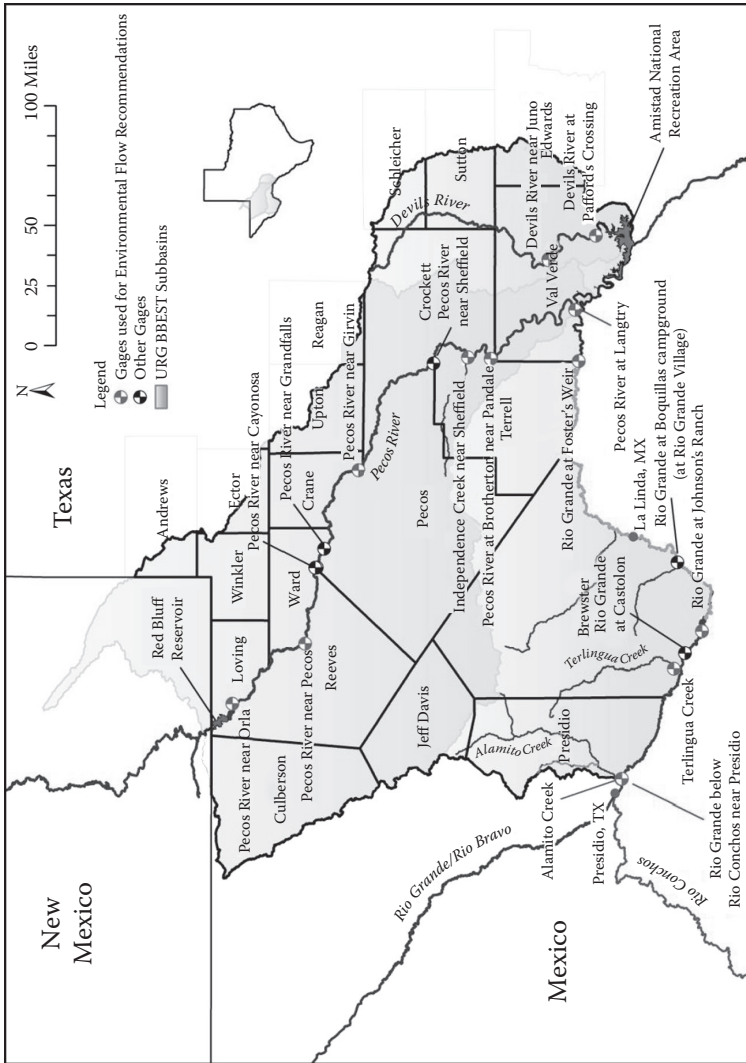 New
Mexico
Texas
N
0 25 50 100 Miles
Legend
Gages used for Environmental Flow Recommendations
Other Gages
URG BBEST Subbasins
Red Bluff
Reservoir
Andrews
Pecos River near Orla
Loving
Winkler
Ector
Pecos River near Cayonosa
Culberson
Pecos River near Pecos
Reeves
Ward
Crane
Pecos River near Grandfalls
Upton
Reagan
Pecos River near Girvin
Pecos River
Schleicher
Sutton
Devils River
Jeff Davis
Pecos
Crockett
Pecos River
near Sheffield
Independence Creek near Sheffield
Pecos River at Brotherton near Pandale
Terrell
Val Verde
Devils River near Juno
Edwards
Devils River at
Pafford's Crossing
Amistad National
Recreation Area
Rio Grande/Rio Bravo
Alamito Creek
Presidio
Terlingua Creek
Brewster
Rio Grande
at Castolon
Rio Grande at Foster's Weir
Pecos River at Langtry
Mexico
Alamito Creek
Presidio, TX
Rio Conchos
Rio Grande below
Rio Conchos near Presidio
Terlingua Creek
La Linda, MX
Rio Grande at Boquillas campground
(at Rio Grande Village)
Rio Grande at Johnson's Ranch